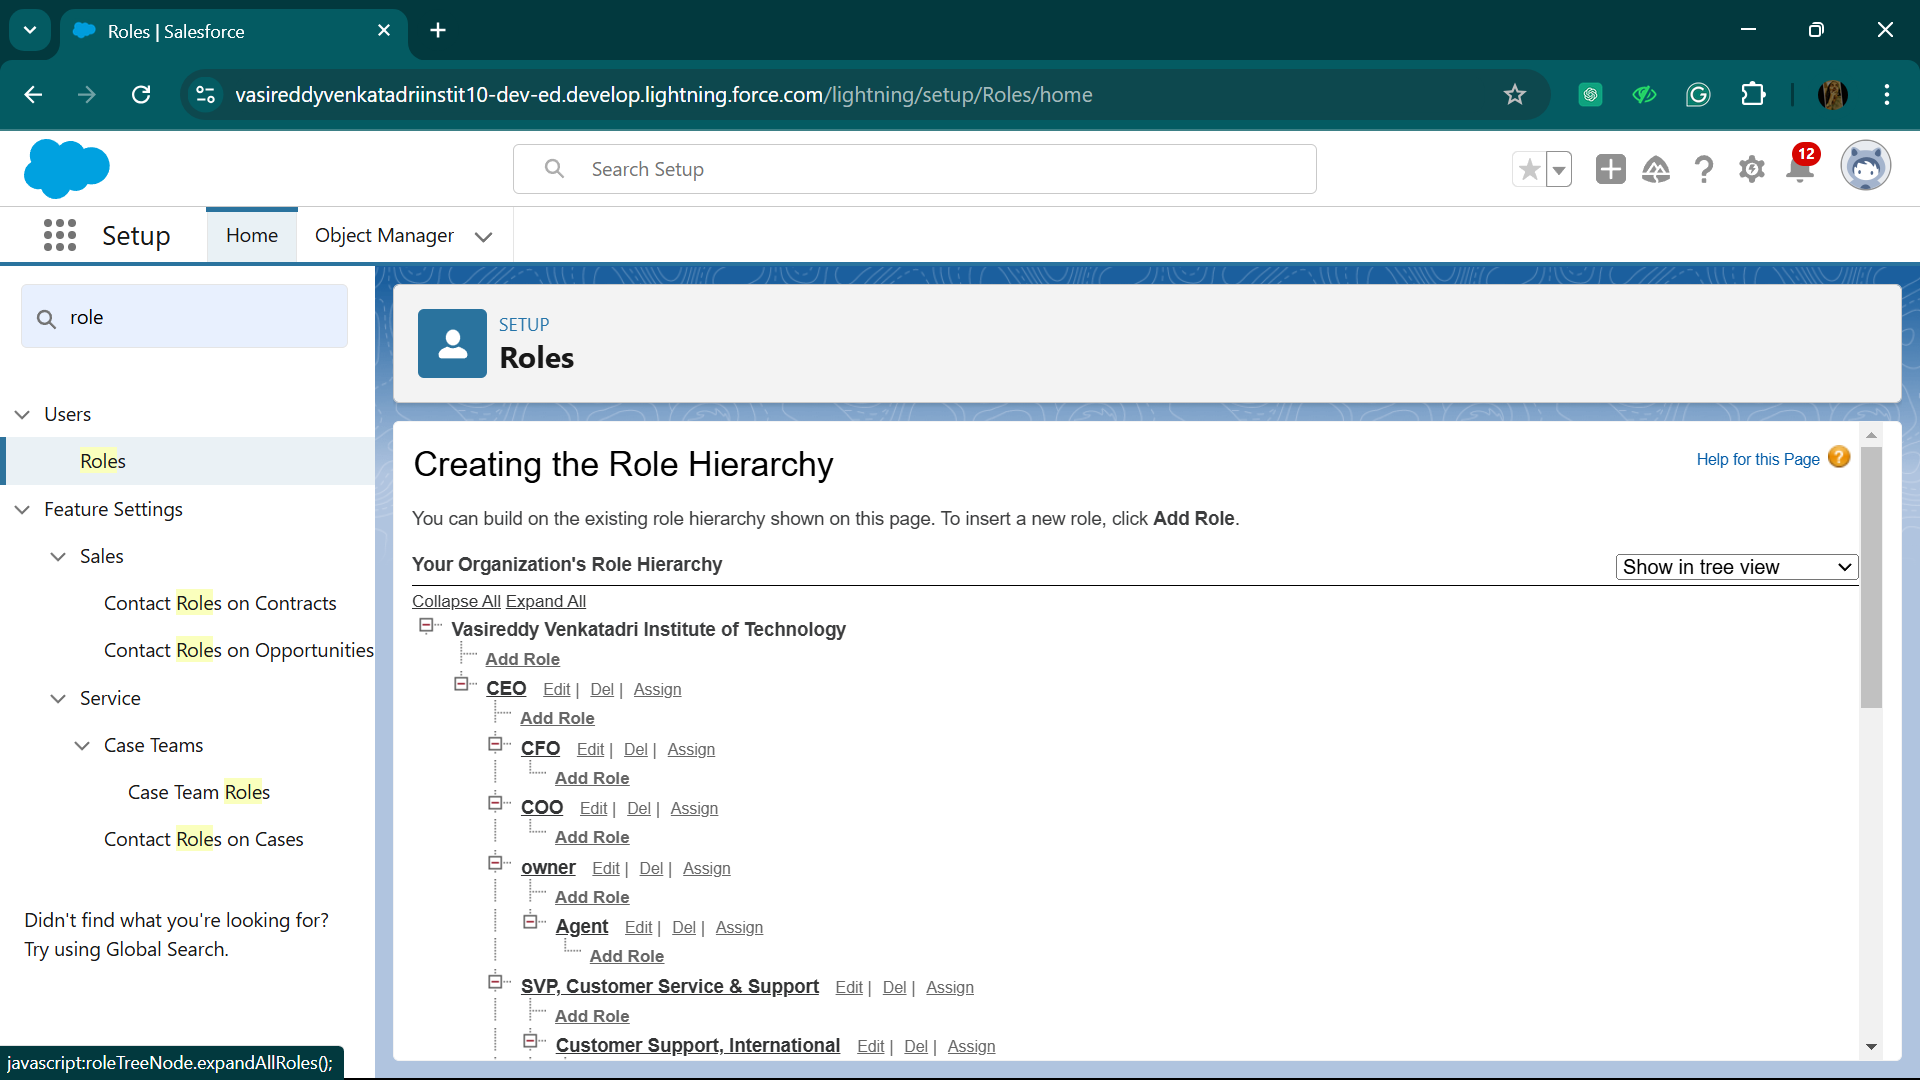 Roles | Salesforce
vasireddyvenkatadriinstit10-dev-ed.develop.lightning.force.com/lightning/setup/Roles/home
Search Setup
12
Setup
Home
Object Manager
role
Users
Roles
Feature Settings
Sales
Contact Roles on Contracts
Contact Roles on Opportunities
Service
Case Teams
Case Team Roles
Contact Roles on Cases
Didn't find what you're looking for?
Try using Global Search.
javascript:roleTreeNode.expandAllRoles();
SETUP
Roles
Creating the Role Hierarchy
Help for this Page ?
You can build on the existing role hierarchy shown on this page. To insert a new role, click Add Role.
Your Organization's Role Hierarchy
Show in tree view
Collapse All Expand All
Vasireddy Venkatadri Institute of Technology
Add Role
CEO Edit | Del | Assign
Add Role
CFO Edit | Del | Assign
Add Role
COO Edit | Del | Assign
Add Role
owner Edit | Del | Assign
Add Role
Agent Edit | Del | Assign
Add Role
SVP, Customer Service & Support Edit | Del | Assign
Add Role
Customer Support, International Edit | Del | Assign